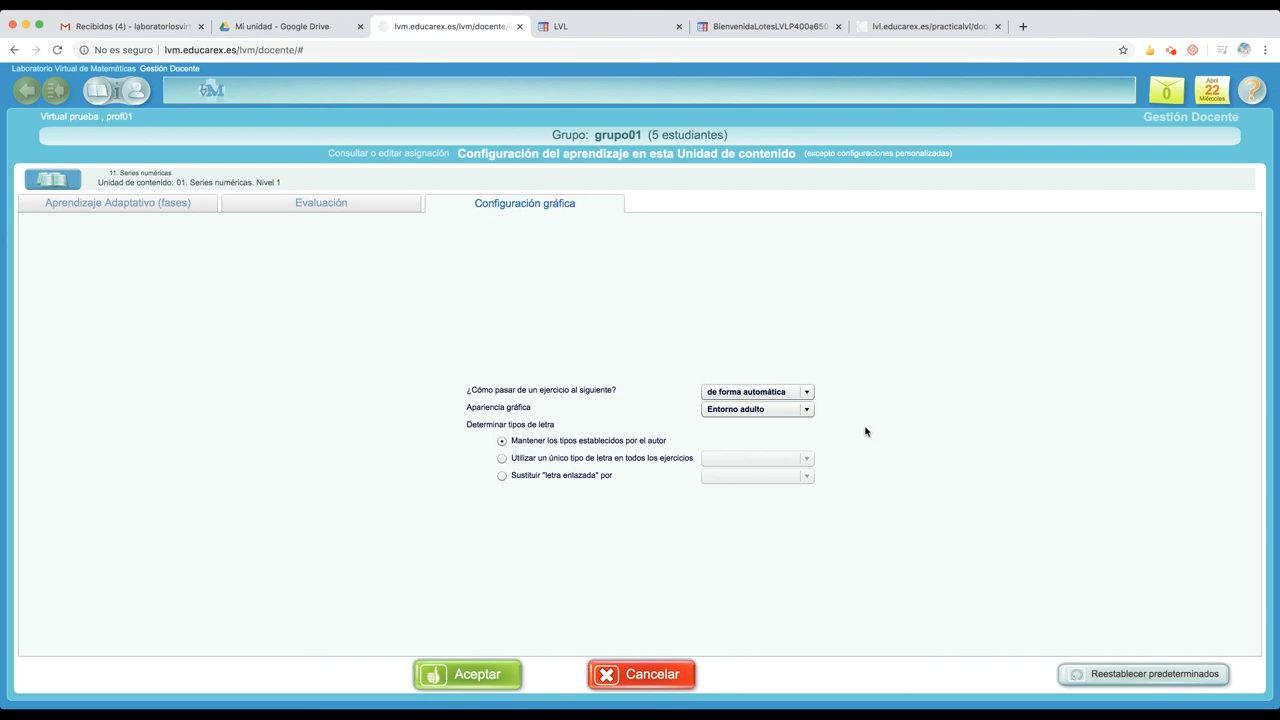 Recibidos (4) - laboratoriosvir
Mi unidad - Google Drive
lvm.educarex.es/lvm/docente/
LVL
BienvenidaLotesLVLP400a650
lvl.educarex.es/practicalvl/doc
No es seguro
lvm.educarex.es/lvm/docente/#
Laboratorio Virtual de Matemáticas Gestión Docente
0
Abril
22
Miércoles
?
Virtual prueba , prof01
Gestión Docente
Grupo: grupo01 (5 estudiantes)
Consultar o editar asignación Configuración del aprendizaje en esta Unidad de contenido (excepto configuraciones personalizadas)
11. Series numéricas
Unidad de contenido: 01. Series numéricas. Nivel 1
Aprendizaje Adaptativo (fases)
Evaluación
Configuración gráfica
¿Cómo pasar de un ejercicio al siguiente? de forma automática
Apariencia gráfica Entorno adulto
Determinar tipos de letra
Mantener los tipos establecidos por el autor
Utilizar un único tipo de letra en todos los ejercicios
Sustituir "letra enlazada" por
Aceptar
Cancelar
Reestablecer predeterminados